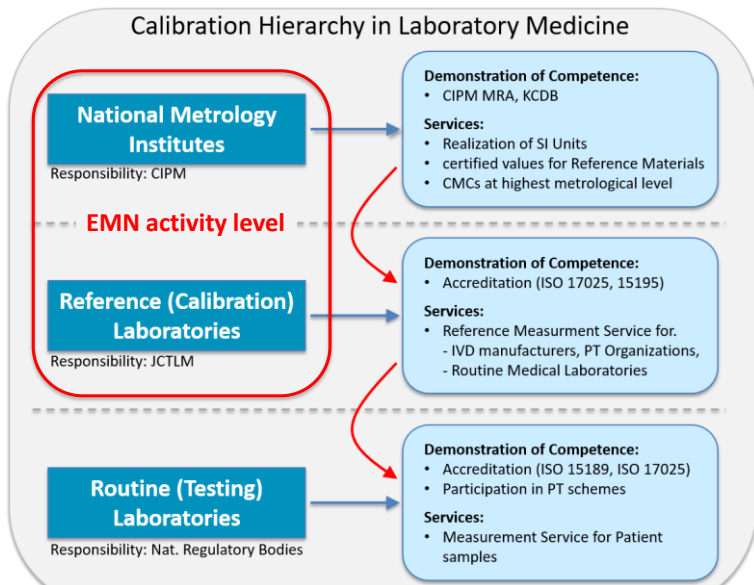 Calibration Hierarchy in Laboratory Medicine
National Metrology
Institutes
Responsibility: CIPM
Demonstration of Competence:
• CIPM MRA, KCDB
Services:
• Realization of SI Units
• certified values for Reference Materials
• CMCs at highest metrological level
EMN activity level
Reference (Calibration)
Laboratories
Responsibility: JCTLM
Demonstration of Competence:
• Accreditation (ISO 17025, 15195)
Services:
• Reference Measurment Service for.
- IVD manufacturers, PT Organizations,
- Routine Medical Laboratories
Routine (Testing)
Laboratories
Responsibility: Nat. Regulatory Bodies
Demonstration of Competence:
• Accreditation (ISO 15189, ISO 17025)
• Participation in PT schemes
Services:
• Measurement Service for Patient
samples